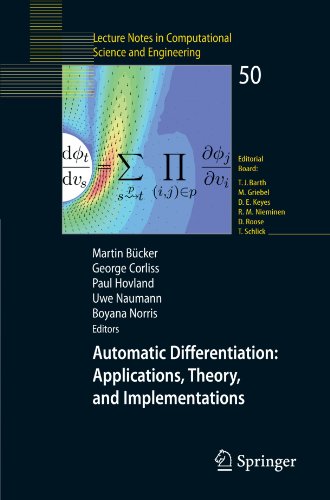 Lecture Notes in Computational
Science and Engineering
50
dϕt/dvs = ∑ s⇝t ∏ (i,j)∈p ∂ϕj/∂vi
Editorial
Board:
T. J. Barth
M. Griebel
D. E. Keyes
R. M. Nieminen
D. Roose
T. Schlick
Martin Bücker
George Corliss
Paul Hovland
Uwe Naumann
Boyana Norris
Editors
Automatic Differentiation:
Applications, Theory,
and Implementations
Springer